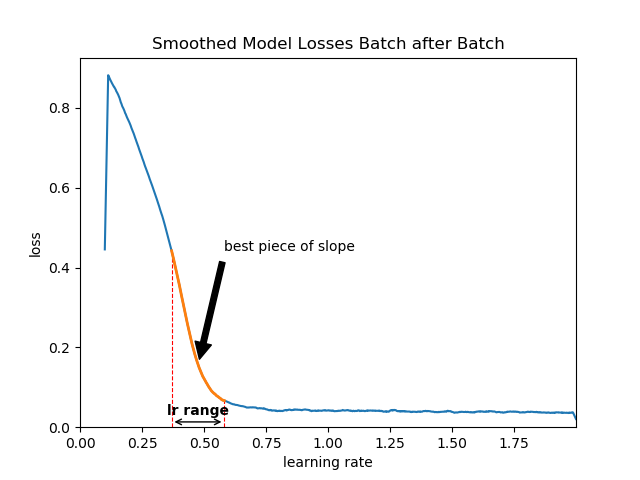 Smoothed Model Losses Batch after Batch
0.8
0.6
0.4
0.2
0.0
loss
best piece of slope
lr range
0.00 0.25 0.50 0.75 1.00 1.25 1.50 1.75
learning rate